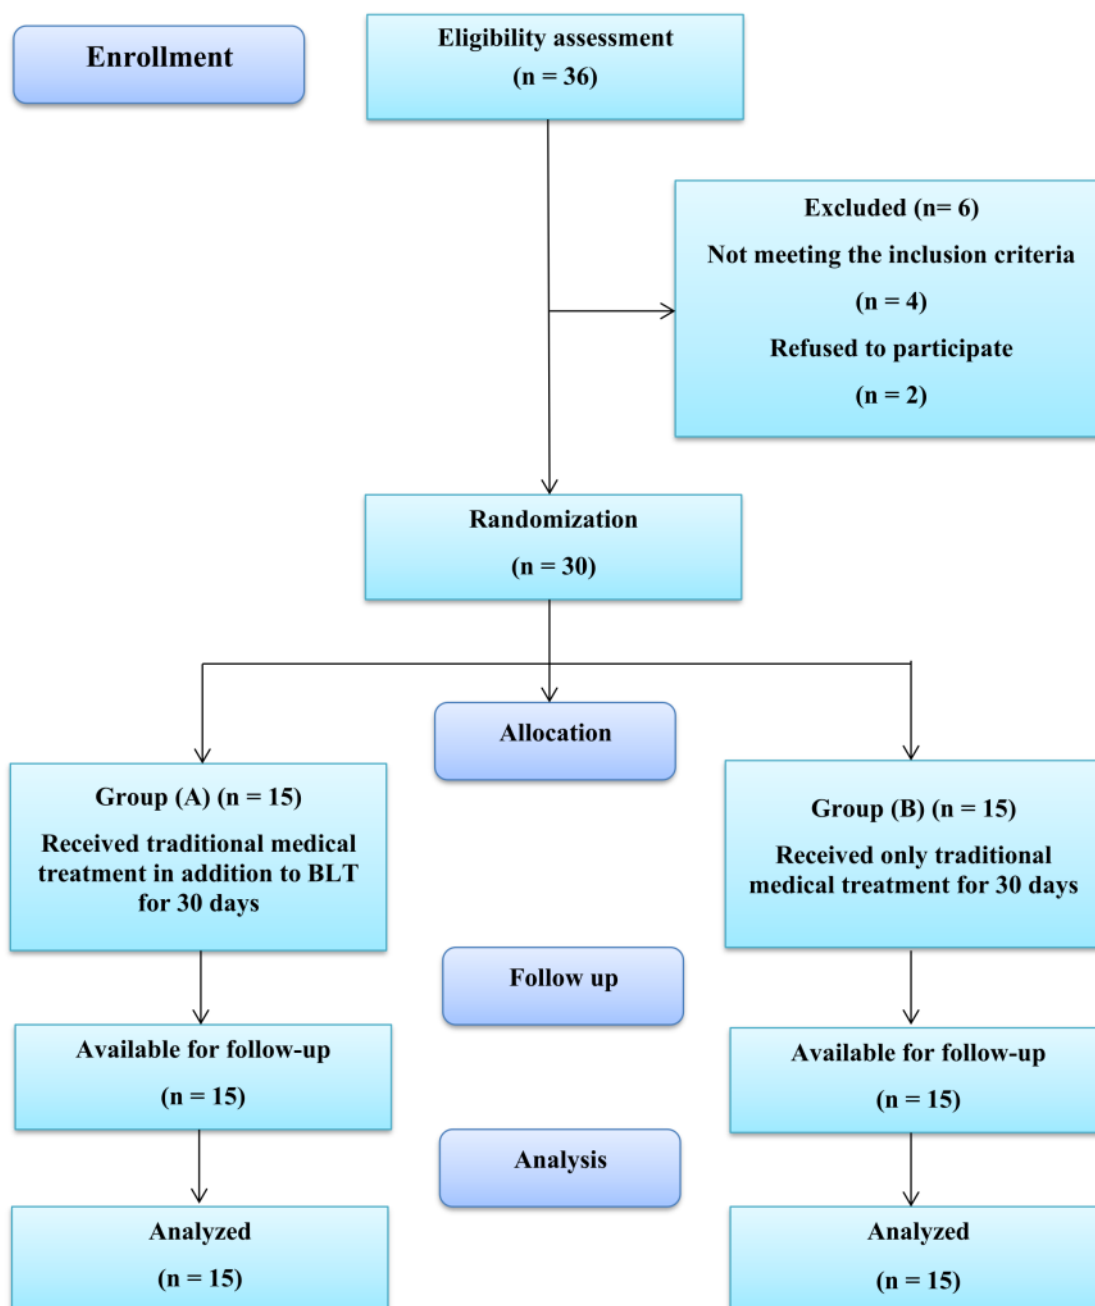 Enrollment
Eligibility assessment
(n = 36)
Excluded (n= 6)
Not meeting the inclusion criteria
(n = 4)
Refused to participate
(n = 2)
Randomization
(n = 30)
Allocation
Group (A) (n = 15)
Received traditional medical
treatment in addition to BLT
for 30 days
Group (B) (n = 15)
Received only traditional
medical treatment for 30 days
Follow up
Available for follow-up
(n = 15)
Available for follow-up
(n = 15)
Analysis
Analyzed
(n = 15)
Analyzed
(n = 15)